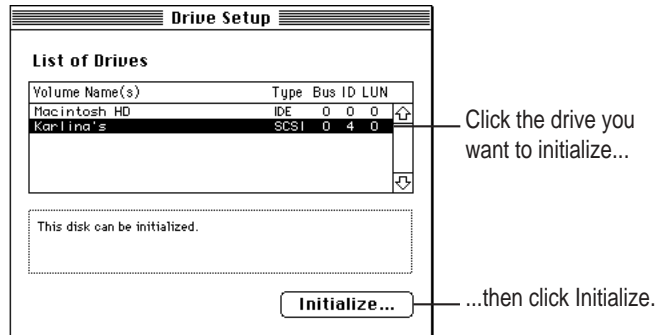 Drive Setup
List of Drives
Volume Name(s) Type Bus ID LUN
Macintosh HD IDE 0 0 0
Karlina's SCSI 0 4 0
Click the drive you
want to initialize...
This disk can be initialized.
Initialize...
...then click Initialize.